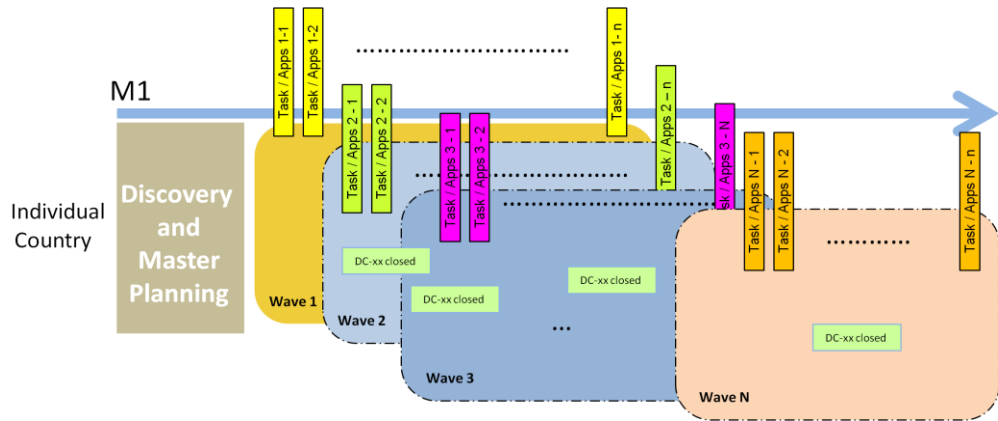 M1
Task / Apps 1-1
Task / Apps 1-2
Task / Apps 1- n
Task / Apps 2 - 1
Task / Apps 2 - 2
Task / Apps 2 – n
Task / Apps 3 - 1
Task / Apps 3 - 2
sk / Apps 3 - N
Task / Apps N - 1
Task / Apps N - 2
Task / Apps N - n
Individual
Country
Discovery
and
Master
Planning
DC-xx closed
DC-xx closed
DC-xx closed
DC-xx closed
Wave 1
Wave 2
Wave 3
...
Wave N